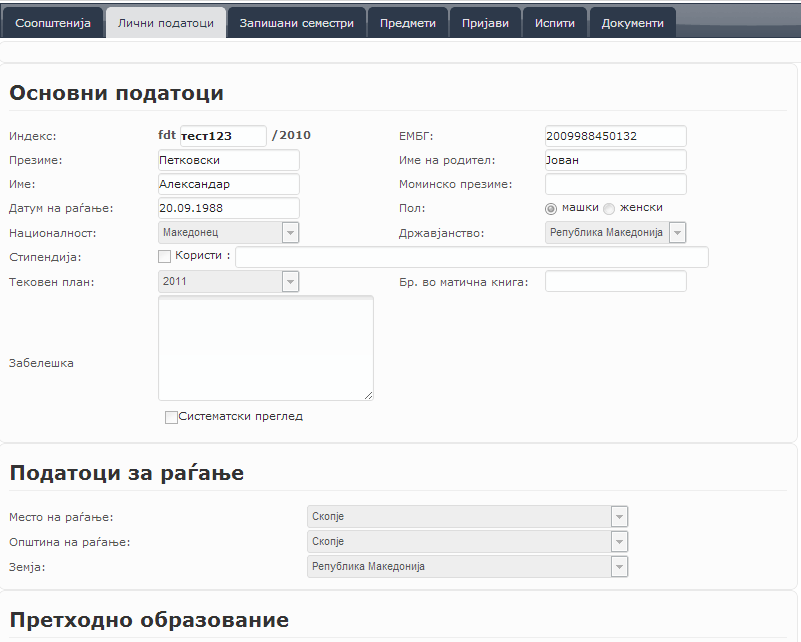 Соопштенија Лични податоци Запишани семестри Предмети Пријави Испити Документи
Основни податоци
Индекс: fdt тест123 /2010 ЕМБГ: 2009988450132
Презиме: Петковски Име на родител: Јован
Име: Александар Моминско презиме:
Датум на раѓање: 20.09.1988 Пол: машки женски
Националност: Македонец Државјанство: Република Македонија
Стипендија: Користи :
Тековен план: 2011 Бр. во матична книга:
Забелешка
Систематски преглед
Податоци за раѓање
Место на раѓање: Скопје
Општина на раѓање: Скопје
Земја: Република Македонија
Претходно образование